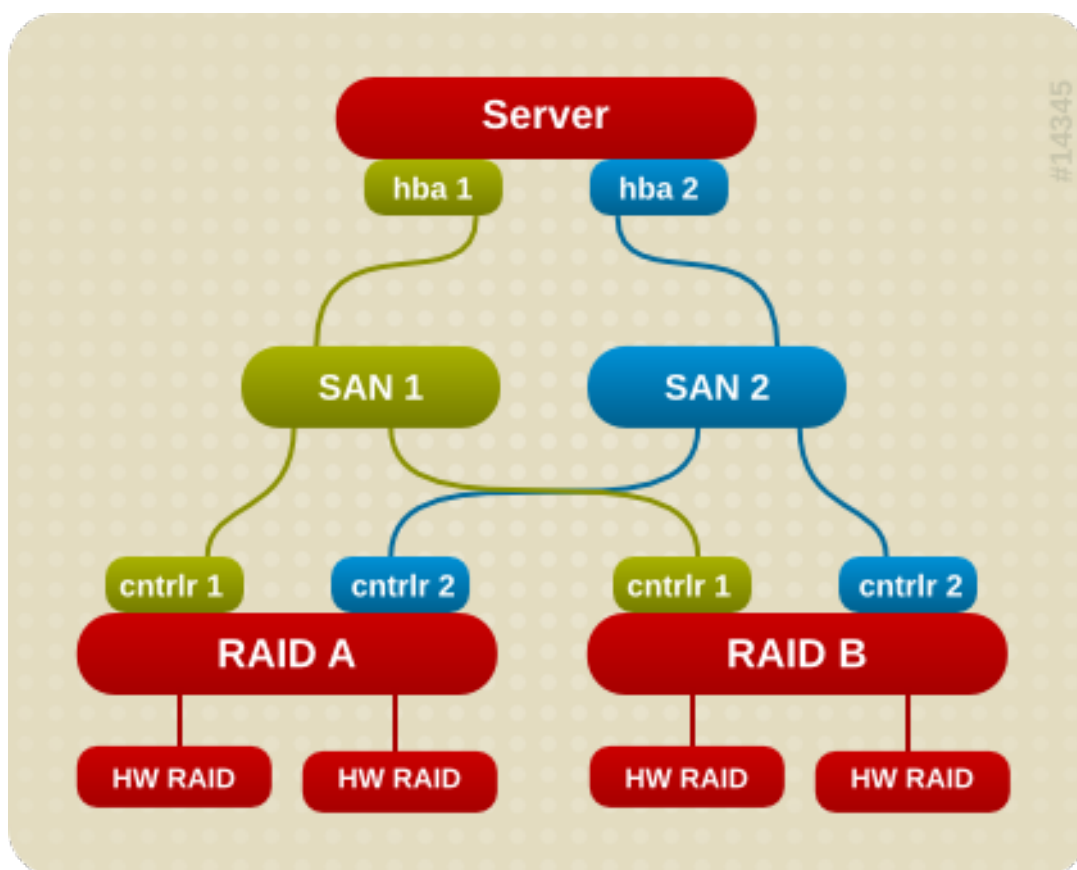 Server
#14345
hba 1
hba 2
SAN 1
SAN 2
cntrlr 1
cntrlr 2
cntrlr 1
cntrlr 2
RAID A
RAID B
HW RAID
HW RAID
HW RAID
HW RAID